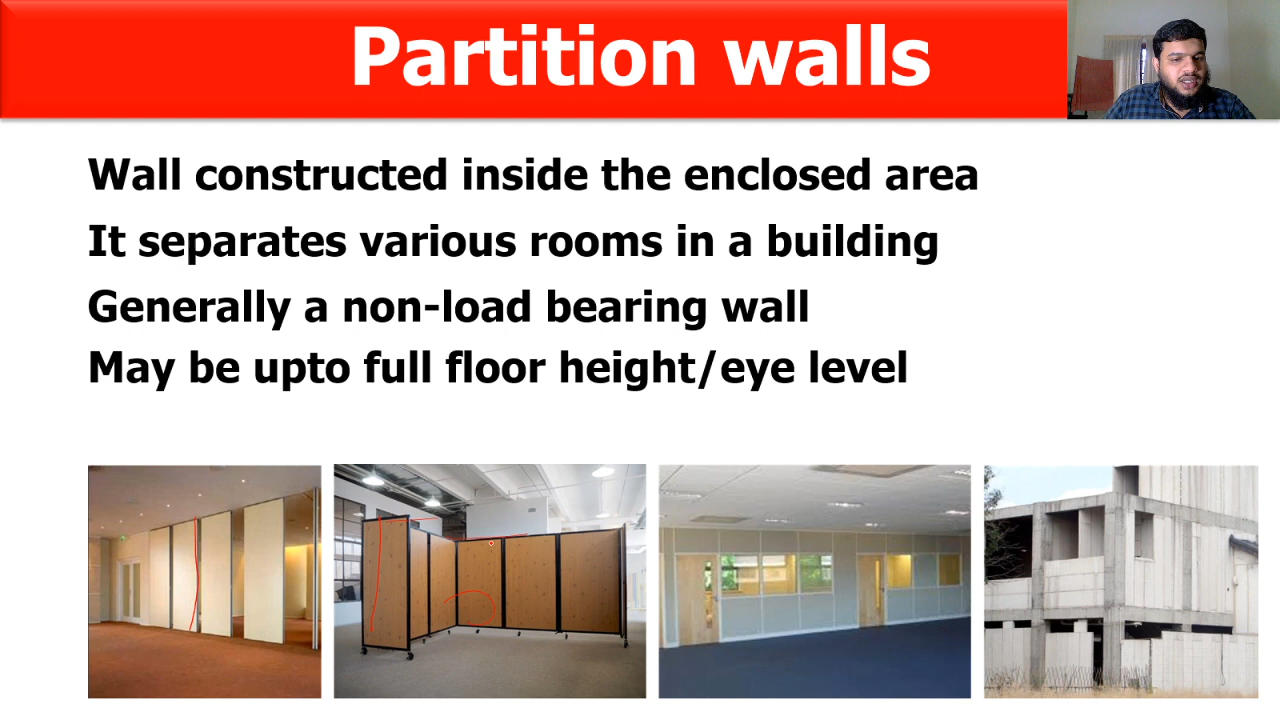 Partition walls
Wall constructed inside the enclosed area
It separates various rooms in a building
Generally a non-load bearing wall
May be upto full floor height/eye level